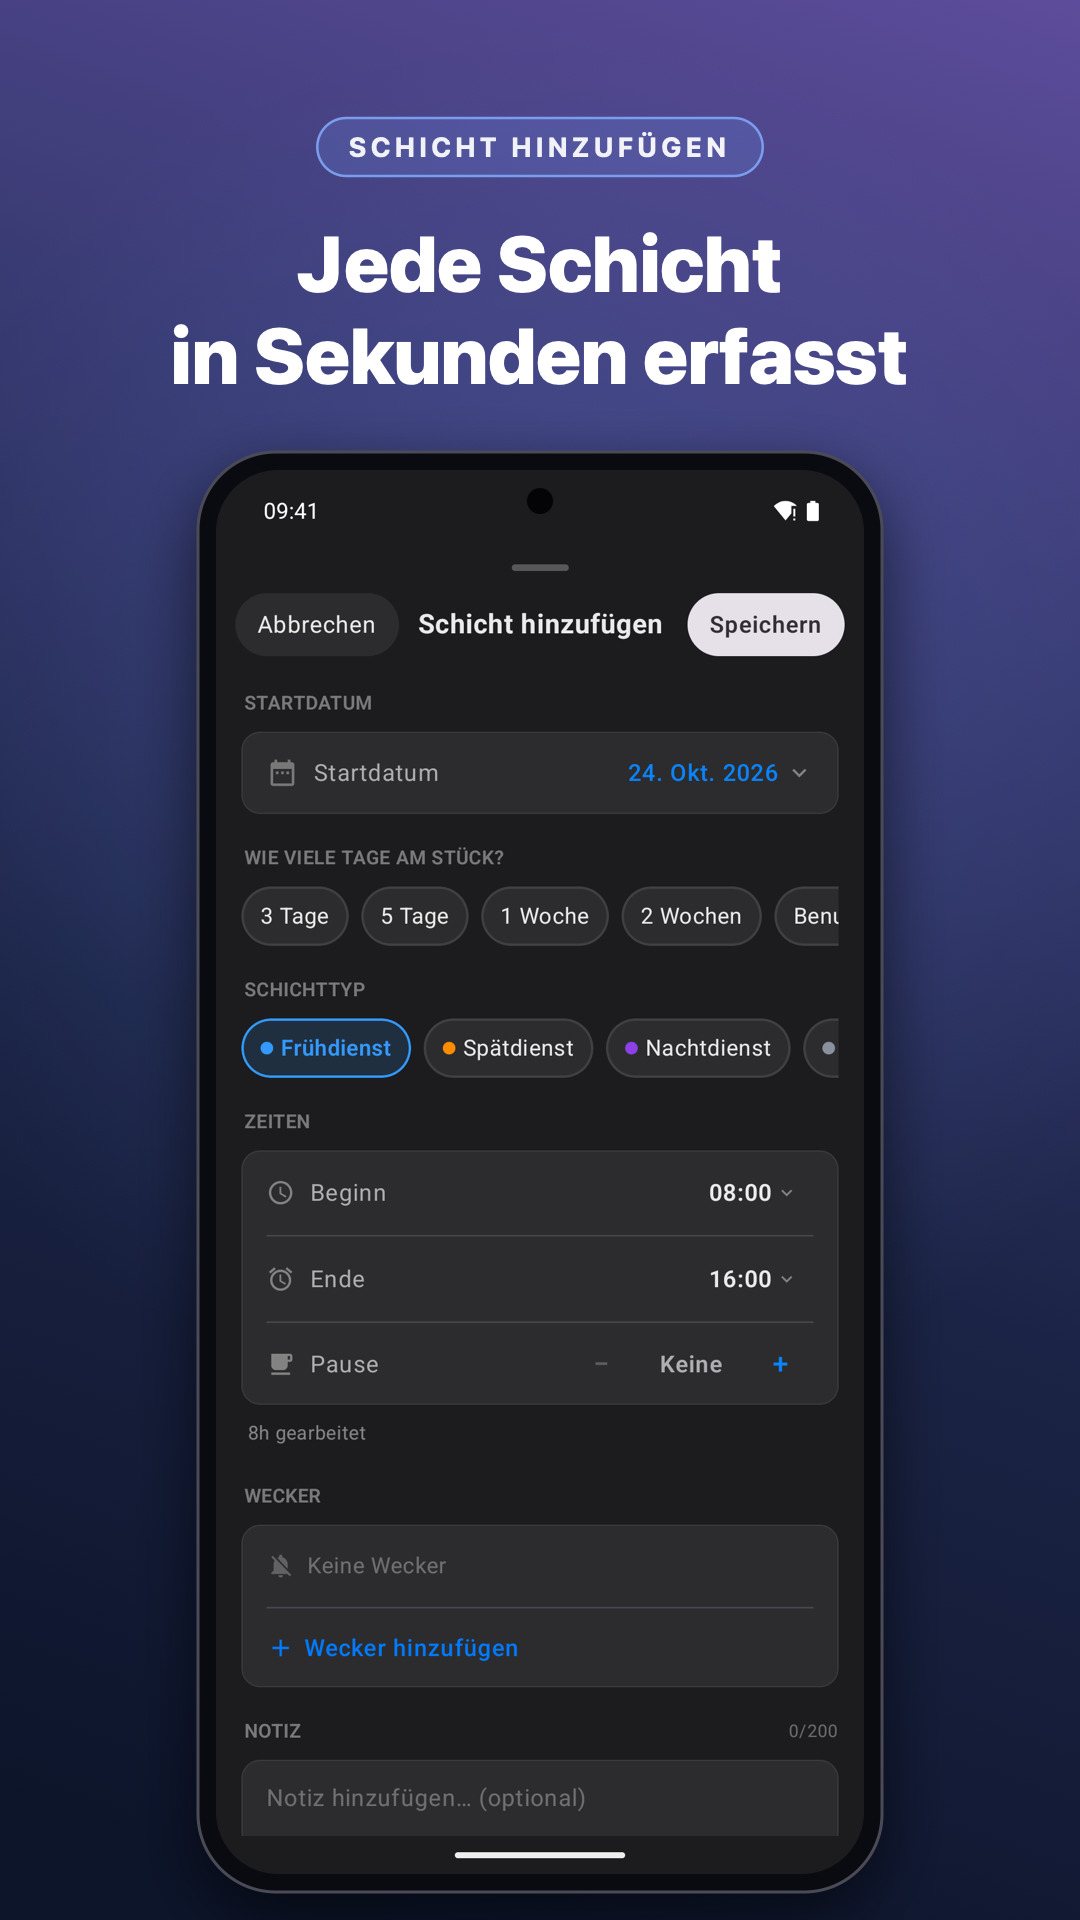 SCHICHT HINZUFÜGEN
Jede Schicht
in Sekunden erfasst
09:41
Abbrechen
Schicht hinzufügen
Speichern
STARTDATUM
Startdatum
24. Okt. 2026
WIE VIELE TAGE AM STÜCK?
3 Tage
5 Tage
1 Woche
2 Wochen
Benu
SCHICHTTYP
Frühdienst
Spätdienst
Nachtdienst
ZEITEN
Beginn
08:00
Ende
16:00
Pause
− Keine +
8h gearbeitet
WECKER
Keine Wecker
+ Wecker hinzufügen
NOTIZ
0/200
Notiz hinzufügen… (optional)